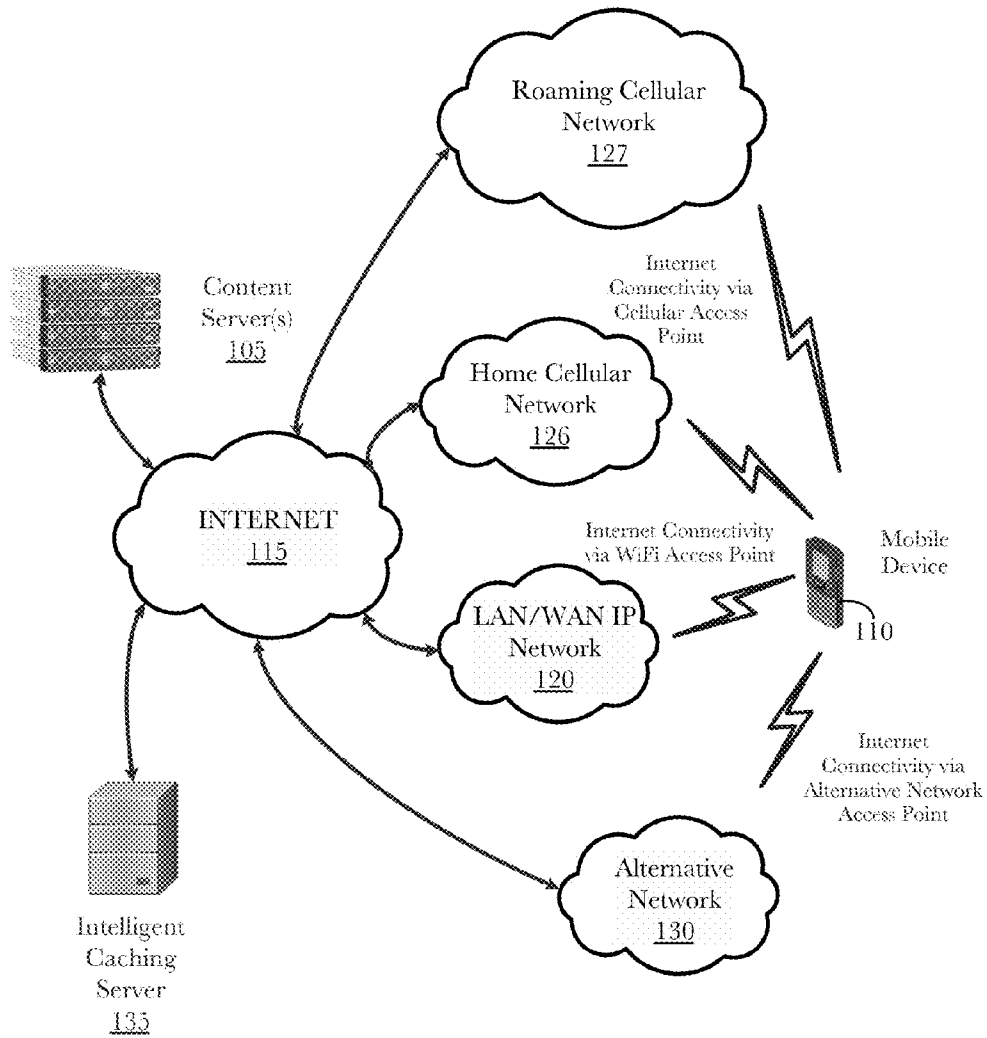 Roaming Cellular
Network
127
Internet
Connectivity via
Cellular Access
Point
Content
Server(s)
105
Home Cellular
Network
126
INTERNET
115
Internet Connectivity
via WiFi Access Point
Mobile
Device
110
LAN/WAN IP
Network
120
Internet
Connectivity via
Alternative Network
Access Point
Alternative
Network
130
Intelligent
Caching
Server
135